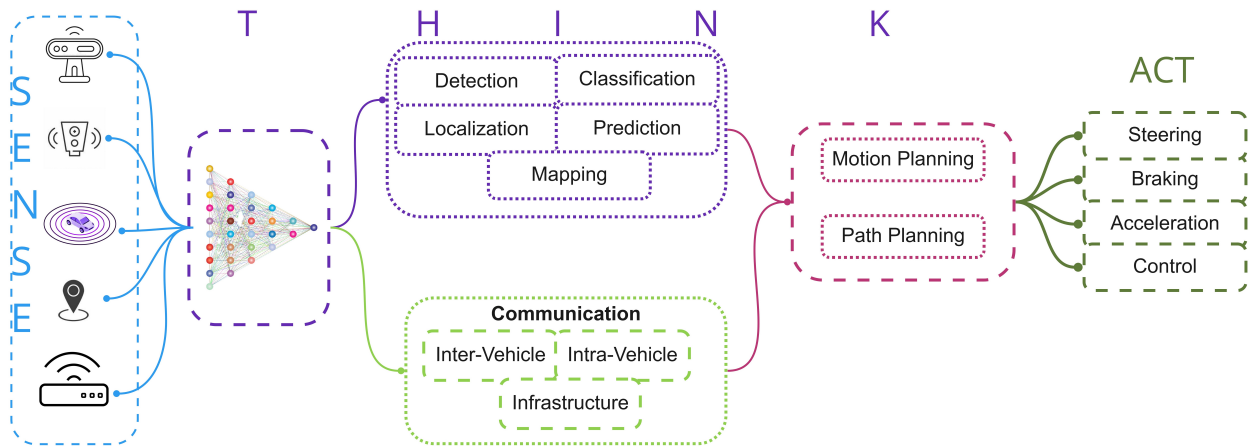 SENSE
T H I N K
ACT
Detection
Classification
Localization
Prediction
Mapping
Communication
Inter-Vehicle
Intra-Vehicle
Infrastructure
Motion Planning
Path Planning
Steering
Braking
Acceleration
Control